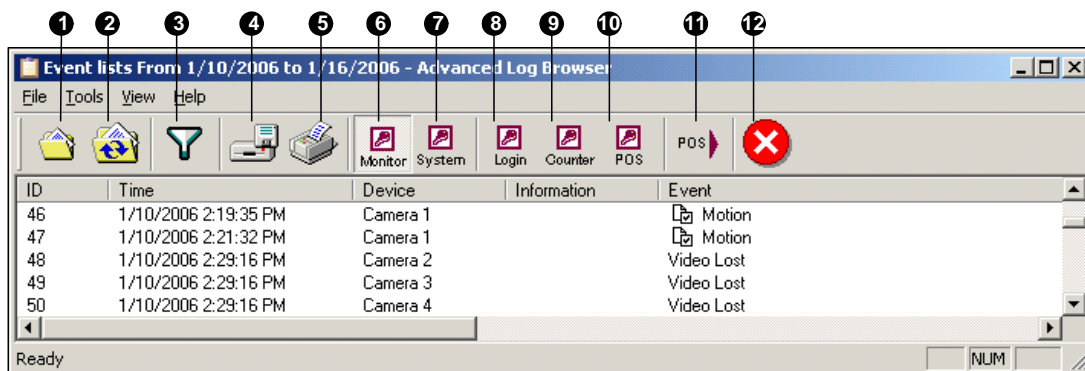 1 2 3 4 5 6 7 8 9 10 11 12
Event lists From 1/10/2006 to 1/16/2006 - Advanced Log Browser
File Tools View Help
Monitor System Login Counter POS POS
ID Time Device Information Event
46 1/10/2006 2:19:35 PM Camera 1 Motion
47 1/10/2006 2:21:32 PM Camera 1 Motion
48 1/10/2006 2:29:16 PM Camera 2 Video Lost
49 1/10/2006 2:29:16 PM Camera 3 Video Lost
50 1/10/2006 2:29:16 PM Camera 4 Video Lost
Ready NUM